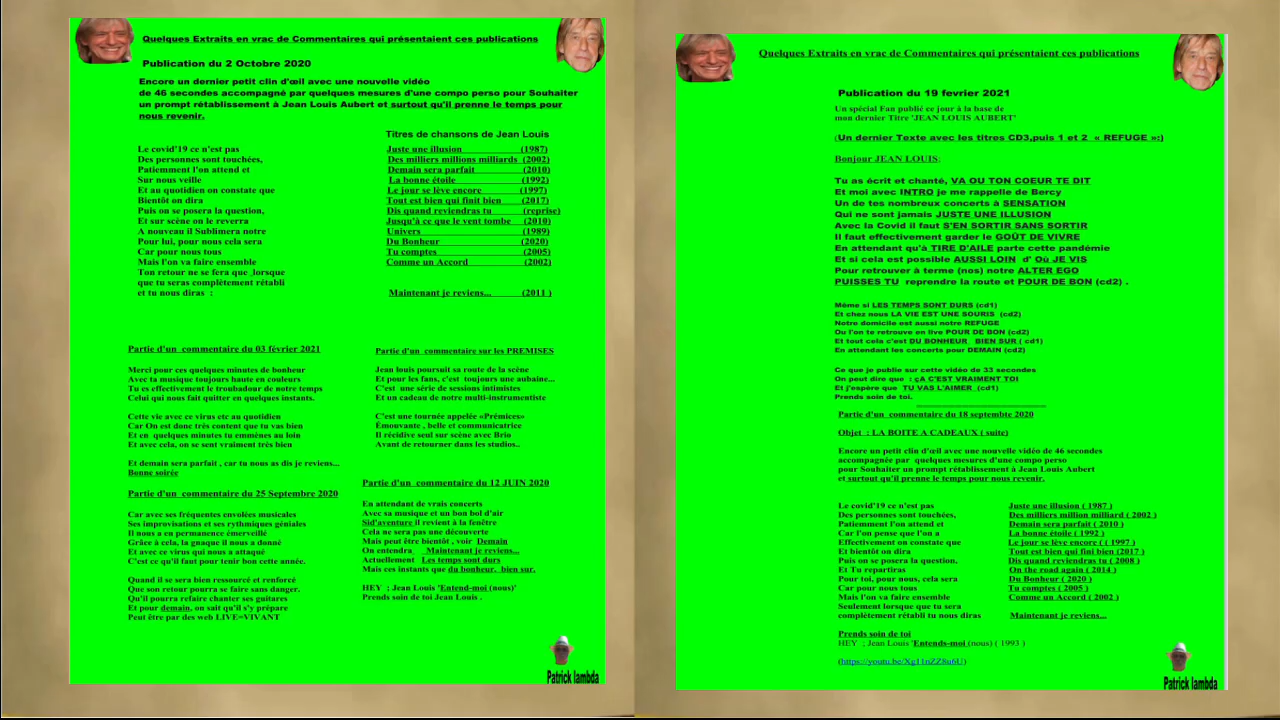 Quelques Extraits en vrac de Commentaires qui présentaient ces publications
Publication du 2 Octobre 2020
Encore un dernier petit clin d'œil avec une nouvelle vidéo
de 46 secondes accompagné par quelques mesures d'une compo perso pour Souhaiter
un prompt rétablissement à Jean Louis Aubert et surtout qu'il prenne le temps pour
nous revenir.
Titres de chansons de Jean Louis
Le covid'19 ce n'est pas Juste une illusion (1987)
Des personnes sont touchées, Des milliers millions milliards (2002)
Patiemment l'on attend et Demain sera parfait (2010)
Sur nous veille La bonne étoile (1992)
Et au quotidien on constate que Le jour se lève encore (1997)
Bientôt on dira Tout est bien qui finit bien (2017)
Puis on se posera la question, Dis quand reviendras tu (reprise)
Et sur scène on le reverra Jusqu'à ce que le vent tombe (2010)
A nouveau il Sublimera notre Univers (1989)
Pour lui, pour nous cela sera Du Bonheur (2020)
Car pour nous tous Tu comptes (2005)
Mais l'on va faire ensemble Comme un Accord (2002)
Ton retour ne se fera que lorsque
que tu seras complètement rétabli
et tu nous diras : Maintenant je reviens... (2011 )
Partie d'un commentaire du 03 février 2021
Merci pour ces quelques minutes de bonheur
Avec ta musique toujours haute en couleurs
Tu es effectivement le troubadour de notre temps
Celui qui nous fait quitter en quelques instants.
Cette vie avec ce virus etc au quotidien
Car On est donc très content que tu vas bien
Et en quelques minutes tu emmènes au loin
Et avec cela, on se sent vraiment très bien
Et demain sera parfait , car tu nous as dis je reviens...
Bonne soirée
Partie d'un commentaire du 25 Septembre 2020
Car avec ses fréquentes envolées musicales
Ses improvisations et ses rythmiques géniales
Il nous a en permanence émerveillé
Grâce à cela, la gnaque il nous a donné
Et avec ce virus qui nous a attaqué
C'est ce qu'il faut pour tenir bon cette année.
Quand il se sera bien ressourcé et renforcé
Que son retour pourra se faire sans danger.
Qu'il pourra refaire chanter ses guitares
Et pour demain, on sait qu'il s'y prépare
Peut être par des web LIVE=VIVANT
Partie d'un commentaire sur les PREMISES
Jean louis poursuit sa route de la scène
Et pour les fans, c'est toujours une aubaine...
C'est une série de sessions intimistes
Et un cadeau de notre multi-instrumentiste
C'est une tournée appelée «Prémices»
Émouvante , belle et communicatrice
Il récidive seul sur scène avec Brio
Avant de retourner dans les studios..
Partie d'un commentaire du 12 JUIN 2020
En attendant de vrais concerts
Avec sa musique et un bon bol d'air
Sid'aventure il revient à la fenêtre
Cela ne sera pas une découverte
Mais peut être bientôt , voir Demain
On entendra, Maintenant je reviens...
Actuellement Les temps sont durs
Mais ces instants que du bonheur, bien sur.
HEY ; Jean Louis 'Entend-moi (nous)'
Prends soin de toi Jean Louis .
Patrick lambda
Quelques Extraits en vrac de Commentaires qui présentaient ces publications
Publication du 19 fevrier 2021
Un spécial Fan publié ce jour à la base de
mon dernier Titre 'JEAN LOUIS AUBERT'
(Un dernier Texte avec les titres CD3,puis 1 et 2 « REFUGE »:)
Bonjour JEAN LOUIS;
Tu as écrit et chanté, VA OU TON COEUR TE DIT
Et moi avec INTRO je me rappelle de Bercy
Un de tes nombreux concerts à SENSATION
Qui ne sont jamais JUSTE UNE ILLUSION
Avec la Covid il faut S'EN SORTIR SANS SORTIR
Il faut effectivement garder le GOÛT DE VIVRE
En attendant qu'à TIRE D'AILE parte cette pandémie
Et si cela est possible AUSSI LOIN d' Où JE VIS
Pour retrouver à terme (nos) notre ALTER EGO
PUISSES TU reprendre la route et POUR DE BON (cd2) .
Même si LES TEMPS SONT DURS (cd1)
Et chez nous LA VIE EST UNE SOURIS (cd2)
Notre domicile est aussi notre REFUGE
Ou l'on te retrouve en live POUR DE BON (cd2)
Et tout cela c'est DU BONHEUR BIEN SUR ( cd1)
En attendant les concerts pour DEMAIN (cd2)
Ce que je publie sur cette vidéo de 33 secondes
On peut dire que : çA C'EST VRAIMENT TOI
Et j'espère que TU VAS L'AIMER (cd1)
Prends soin de toi.
Partie d'un commentaire du 18 septembre 2020
Objet : LA BOITE A CADEAUX ( suite)
Encore un petit clin d'œil avec une nouvelle vidéo de 46 secondes
accompagnée par quelques mesures d'une compo perso
pour Souhaiter un prompt rétablissement à Jean Louis Aubert
et surtout qu'il prenne le temps pour nous revenir.
Le covid'19 ce n'est pas Juste une illusion ( 1987 )
Des personnes sont touchées, Des milliers million milliard ( 2002 )
Patiemment l'on attend et Demain sera parfait ( 2010 )
Car l'on pense que l'on a La bonne étoile ( 1992 )
Effectivement on constate que Le jour se lève encore ( ( 1997 )
Et bientôt on dira Tout est bien qui fini bien (2017 )
Puis on se posera la question, Dis quand reviendras tu ( 2008 )
Et Tu repartiras On the road again ( 2014 )
Pour toi, pour nous, cela sera Du Bonheur ( 2020 )
Car pour nous tous Tu comptes ( 2005 )
Mais l'on va faire ensemble Comme un Accord ( 2002 )
Seulement lorsque que tu sera
complètement rétabli tu nous diras Maintenant je reviens...
Prends soin de toi
HEY ; Jean Louis 'Entends-moi (nous) ( 1993 )
(https://youtu.be/Xg11nZZ8u6U)
Patrick lambda